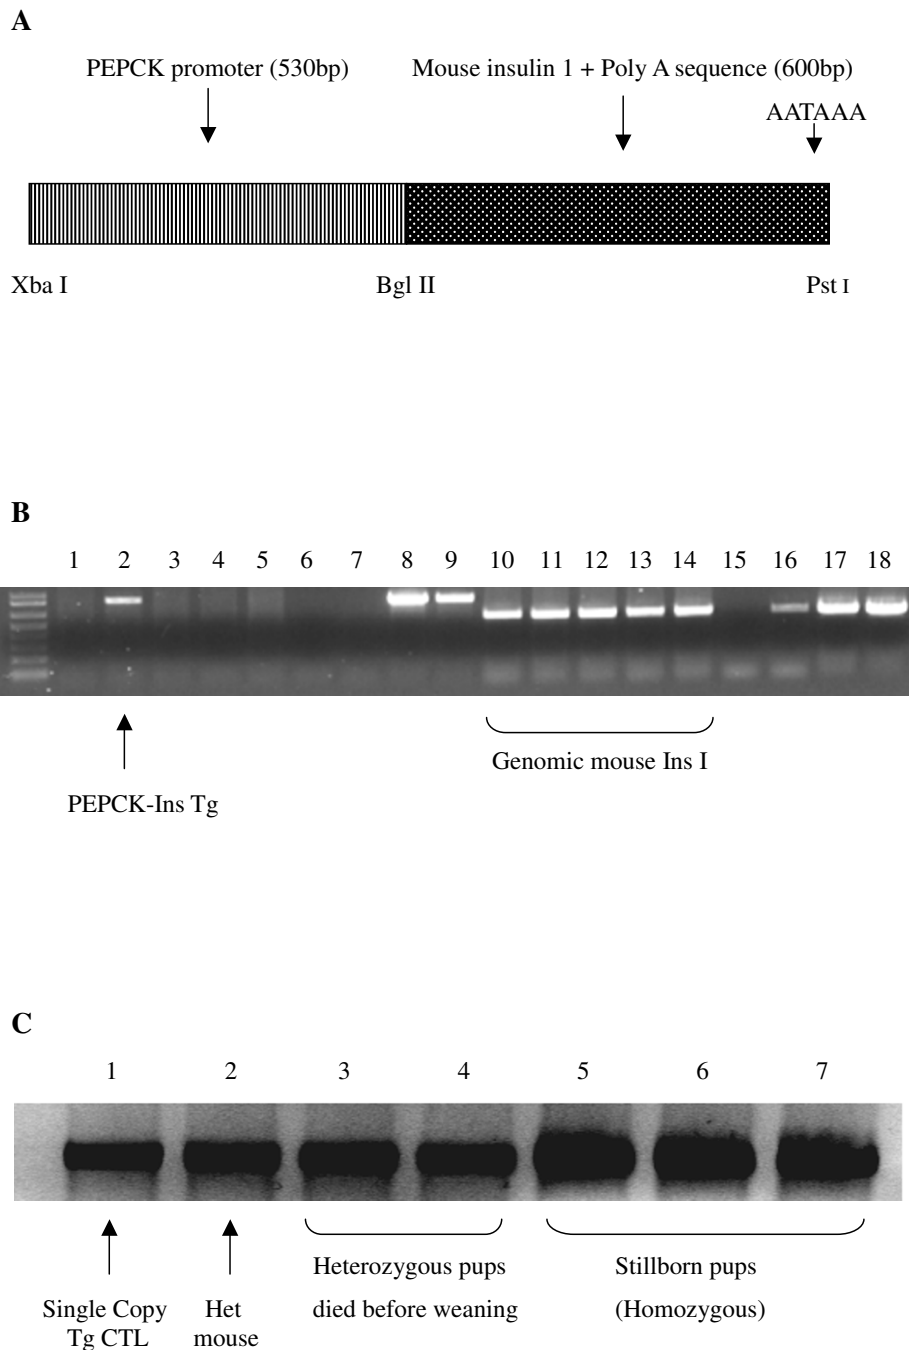 A
PEPCK promoter (530bp)
Mouse insulin 1 + Poly A sequence (600bp)
AATAAA
Xba I
Bgl II
Pst I
B
1 2 3 4 5 6 7 8 9 10 11 12 13 14 15 16 17 18
Genomic mouse Ins I
PEPCK-Ins Tg
C
1 2 3 4 5 6 7
Heterozygous pups
died before weaning
Stillborn pups
(Homozygous)
Single Copy
Tg CTL
Het
mouse